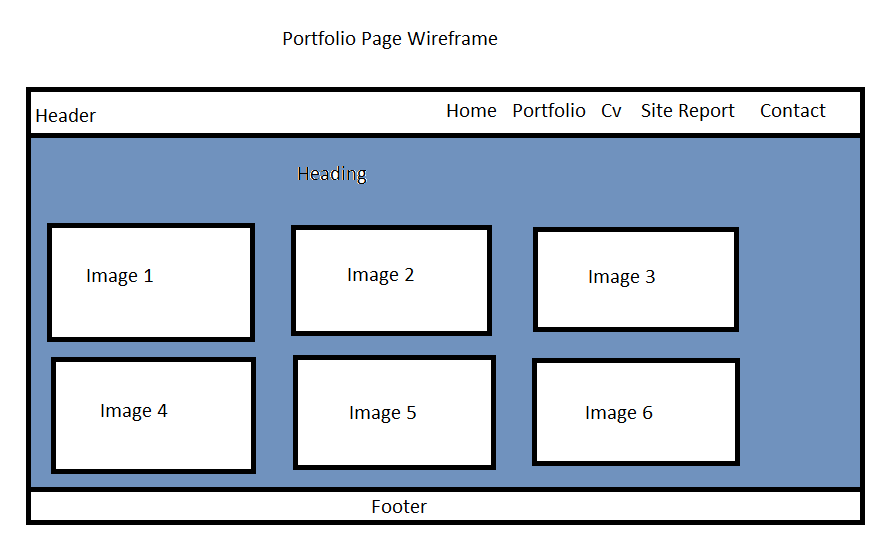 Portfolio Page Wireframe
Header Home Portfolio Cv Site Report Contact
Heading
Image 1 Image 2 Image 3
Image 4 Image 5 Image 6
Footer